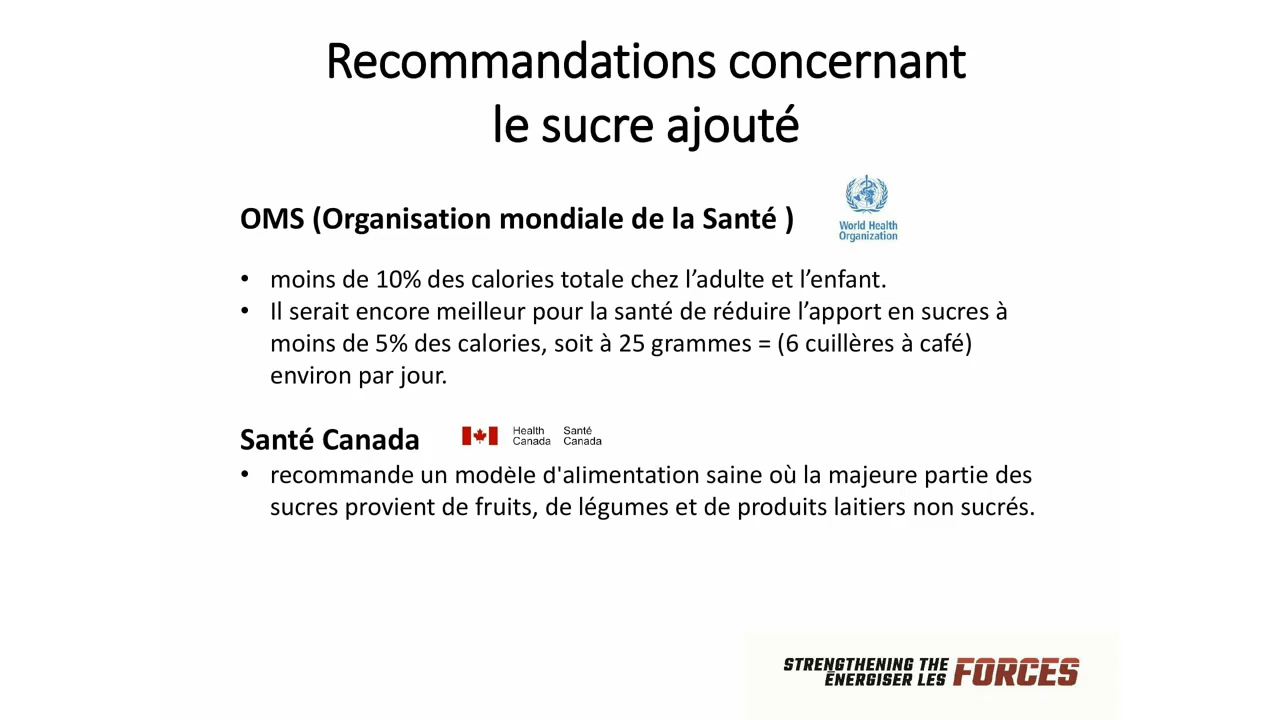 Recommandations concernant
le sucre ajouté
OMS (Organisation mondiale de la Santé )
World Health
Organization
• moins de 10% des calories totale chez l’adulte et l’enfant.
• Il serait encore meilleur pour la santé de réduire l’apport en sucres à
moins de 5% des calories, soit à 25 grammes = (6 cuillères à café)
environ par jour.
Santé Canada
Health Santé
Canada Canada
• recommande un modèle d'alimentation saine où la majeure partie des
sucres provient de fruits, de légumes et de produits laitiers non sucrés.
STRENGTHENING THE
ÉNERGISER LES FORCES